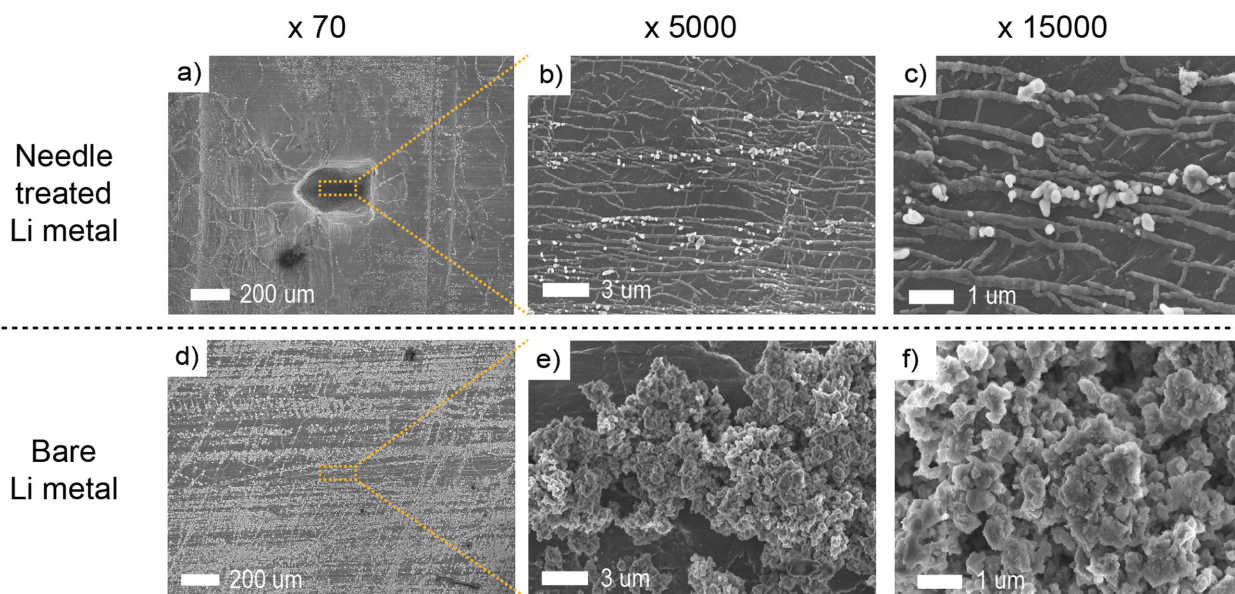 x 70
x 5000
x 15000
Needle
treated
Li metal
a)
200 um
b)
3 um
c)
1 um
Bare
Li metal
d)
200 um
e)
3 um
f)
1 um